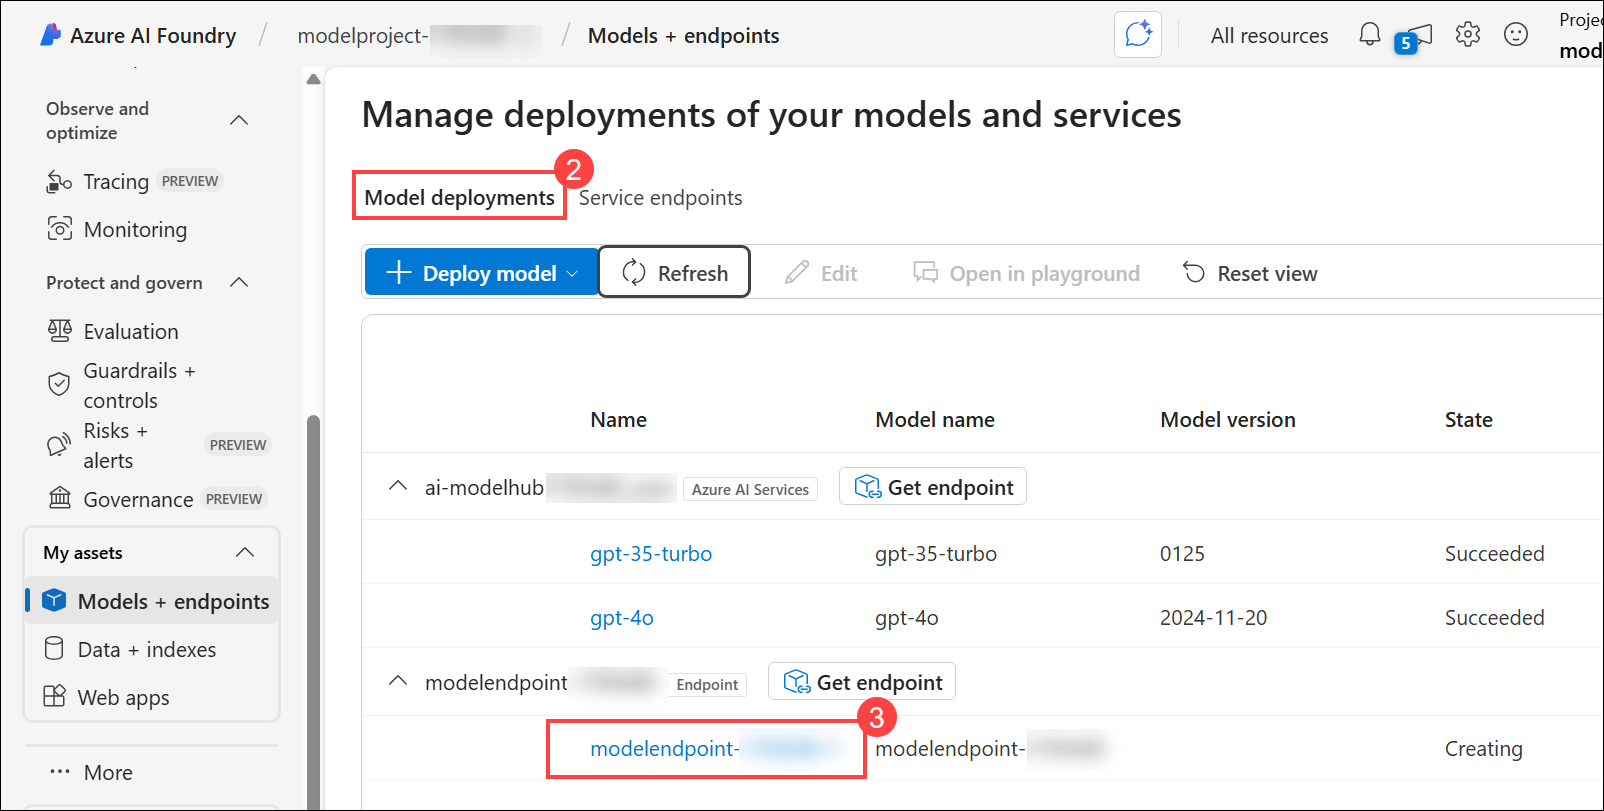 Azure AI Foundry / modelproject- / Models + endpoints
All resources
5
Projec
mod
Observe and
optimize
Tracing PREVIEW
Monitoring
Protect and govern
Evaluation
Guardrails +
controls
Risks +
alerts PREVIEW
Governance PREVIEW
My assets
Models + endpoints
Data + indexes
Web apps
... More
Manage deployments of your models and services
2
Model deployments Service endpoints
+ Deploy model Refresh Edit Open in playground Reset view
Name Model name Model version State
ai-modelhub Azure AI Services Get endpoint
gpt-35-turbo gpt-35-turbo 0125 Succeeded
gpt-4o gpt-4o 2024-11-20 Succeeded
modelendpoint Endpoint Get endpoint
3
modelendpoint- modelendpoint- Creating